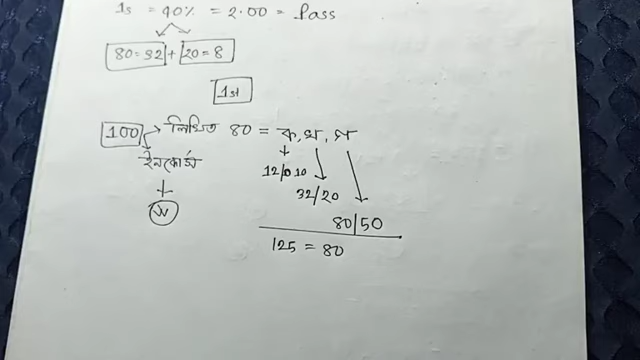 1s = 40% = 2.00 = Pass
80=32 + 20=8
1st
100 → লিখিত 80 = ক, খ, গ
ইনকোর্স
12/10
32/20
80/50
125 = 80